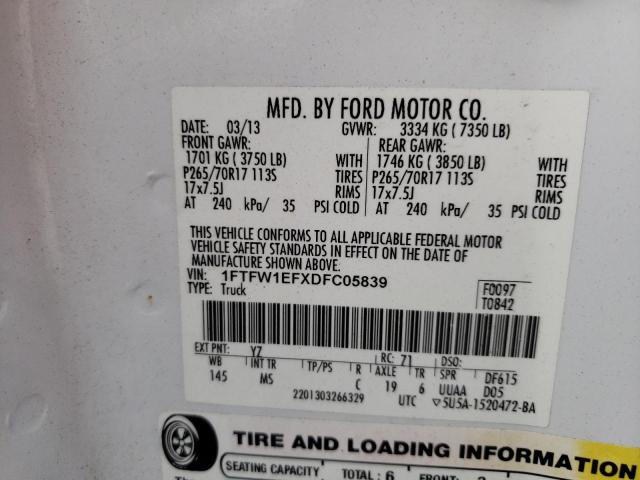 MFD. BY FORD MOTOR CO.
DATE: 03/13 GVWR: 3334 KG ( 7350 LB)
FRONT GAWR: REAR GAWR:
1701 KG ( 3750 LB) WITH 1746 KG ( 3850 LB) WITH
P265/70R17 113S TIRES P265/70R17 113S TIRES
17x7.5J RIMS 17x7.5J RIMS
AT 240 kPa/ 35 PSI COLD AT 240 kPa/ 35 PSI COLD
THIS VEHICLE CONFORMS TO ALL APPLICABLE FEDERAL MOTOR
VEHICLE SAFETY STANDARDS IN EFFECT ON THE DATE OF
MANUFACTURE SHOWN ABOVE.
VIN: 1FTFW1EFXDFC05839 F0097
TYPE: Truck T0842
EXT PNT: YZ RC: 71 DSO:
WB INT TR TP/PS R AXLE TR SPR DF615
145 MS C 19 6 UUAA D05
2201303266329 UTC ▽5U5A-1520472-BA
TIRE AND LOADING INFORMATION
SEATING CAPACITY TOTAL: 6 FRONT: